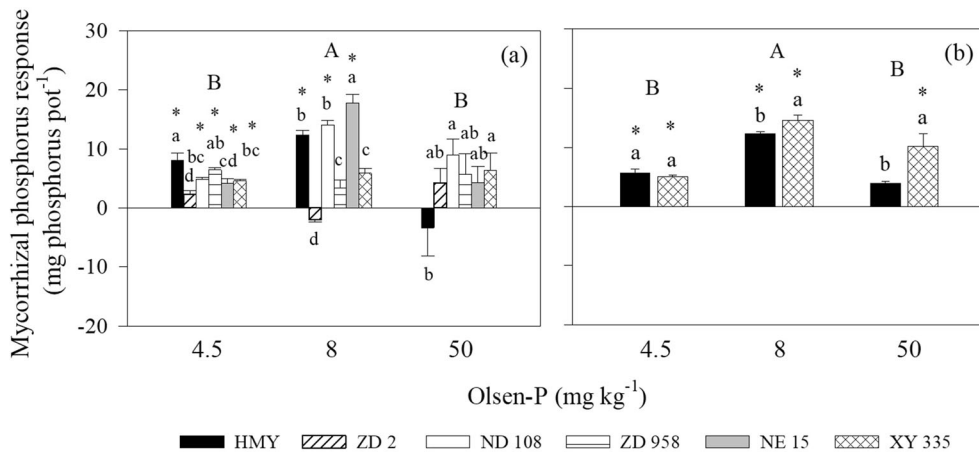 30
20
10
0
-10
-20
Mycorrhizal phosphorus response
(mg phosphorus pot-1)
(a)
B
A
B
* * * * * *
a d bc ab cd bc
* * *
b d b c a c
b ab a ab ab a
4.5 8 50
(b)
B
A
B
* *
a a
* *
b a
*
b a
4.5 8 50
Olsen-P (mg kg-1)
HMY ZD 2 ND 108 ZD 958 NE 15 XY 335